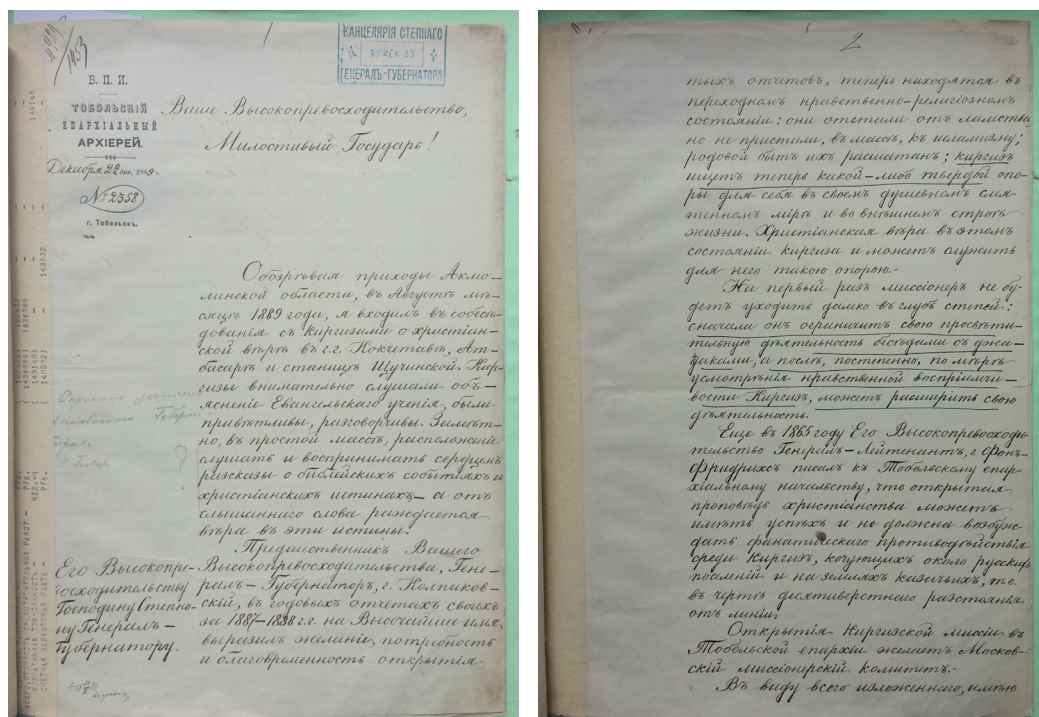 КАНЦЕЛЯРІЯ СТЕПНАГО
ГЕНЕРАЛЪ-ГУБЕРНАТОРА
В. П. И.
ТОБОЛЬСКІЙ
ЕПАРХІАЛЬНЫЙ
АРХІЕРЕЙ.
Декабря 22 дня, 1889 г.
№ 2358
г. Тобольскъ.
Ваше Высокопревосходительство,
Милостивый Государь!
Обозрѣвая приходы Акмо-
линской области, въ Августѣ мѣ-
сяцѣ 1889 года, я входилъ въ собесѣ-
дованія съ Киргизами о христіан-
ской вѣрѣ въ г.г. Кокчетавѣ, Ат-
басарѣ и станицѣ Щучинской. Кир-
гизы внимательно слушали объ-
ясненіе Евангельскаго ученія, были
привѣтливы, разговорчивы. Замѣт-
но, въ простой массѣ, расположеніе
слушать и воспринимать сердцемъ
разсказы о библейскихъ событіяхъ и
христіанскихъ истинахъ,— а отъ
слышаннаго слова рождается
вѣра въ эти истины.
Предшественникъ Вашего
Высокопревосходительства, Гене-
ралъ-Губернаторъ, г. Колпаков-
скій, въ годовыхъ отчетахъ своихъ
за 1887-1888 г.г. на Высочайшее имя,
выразилъ желаніе, потребность
и благовременность открытія
Его Высокопре-
восходительству
Господину Степно-
му Генералъ-
Губернатору.
2
тыхъ отчетовъ, теперь находятся въ
переходномъ нравственно-религіозномъ
состояніи: они отстали отъ ламства
но не пристали, въ массѣ, къ исламизму;
родовой бытъ ихъ расшатанъ; киргизъ
ищетъ теперь какой-либо твердой опо-
ры для себя въ своемъ душевномъ смя-
тенномъ мірѣ и во внѣшнемъ строѣ
жизни. Христіанская вѣра въ этомъ
состояніи киргиза и можетъ служить
для него такою опорою.-
На первый разъ миссіонеръ не бу-
детъ уходить далеко въ глубь степей:
сначала онъ ограничитъ свою просвѣти-
тельную дѣятельность бесѣдами съ джа-
таками, а послѣ, постепенно, по мѣрѣ
усмотрѣнія нравственной воспріимчи-
вости Киргизъ, можетъ расширить свою
дѣятельность.
Еще въ 1865 году Его Высокопревосходи-
тельство Генералъ-Лейтенантъ, г. Фонъ-
Фридрихсъ писалъ къ Тобольскому епар-
хіальному начальству, что открытая
проповѣдь христіанства можетъ
имѣть успѣхъ и не должна возбуж-
дать фанатическаго противодѣйствія
среди Киргизъ, кочующихъ около русскихъ
поселеній и на земляхъ казачьихъ, т.е.
въ чертѣ десятиверстнаго разстоянія
отъ линіи.
Открытія Киргизской миссіи въ
Тобольской епархіи желаетъ Москов-
скій миссіонерскій комитетъ.-
Въ виду всего изложеннаго, имѣю